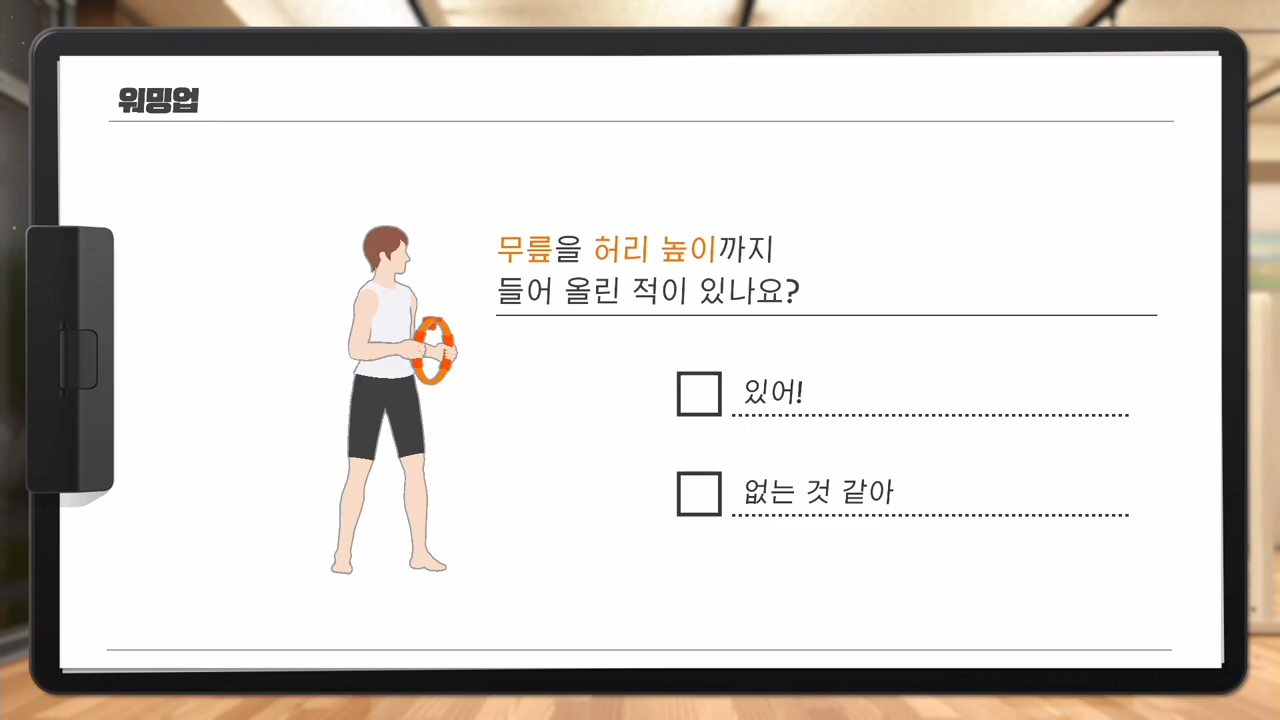 워밍업
무릎을 허리 높이까지
들어 올린 적이 있나요?
있어!
없는 것 같아